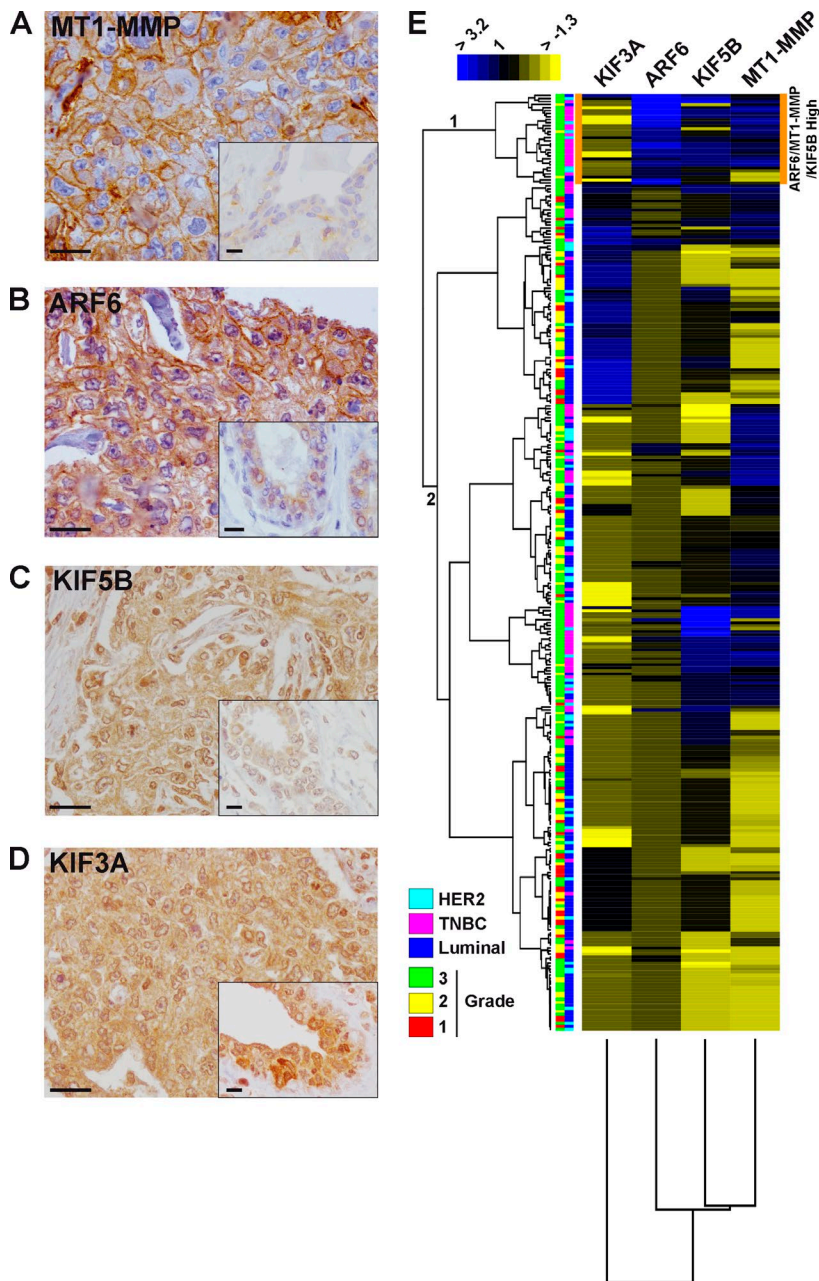 A
MT1-MMP
B
ARF6
C
KIF5B
D
KIF3A
E
> 3.2
1
> -1.3
KIF3A
ARF6
KIF5B
MT1-MMP
1
2
ARF6/MT1-MMP
/KIF5B High
HER2
TNBC
Luminal
3
2
1
Grade